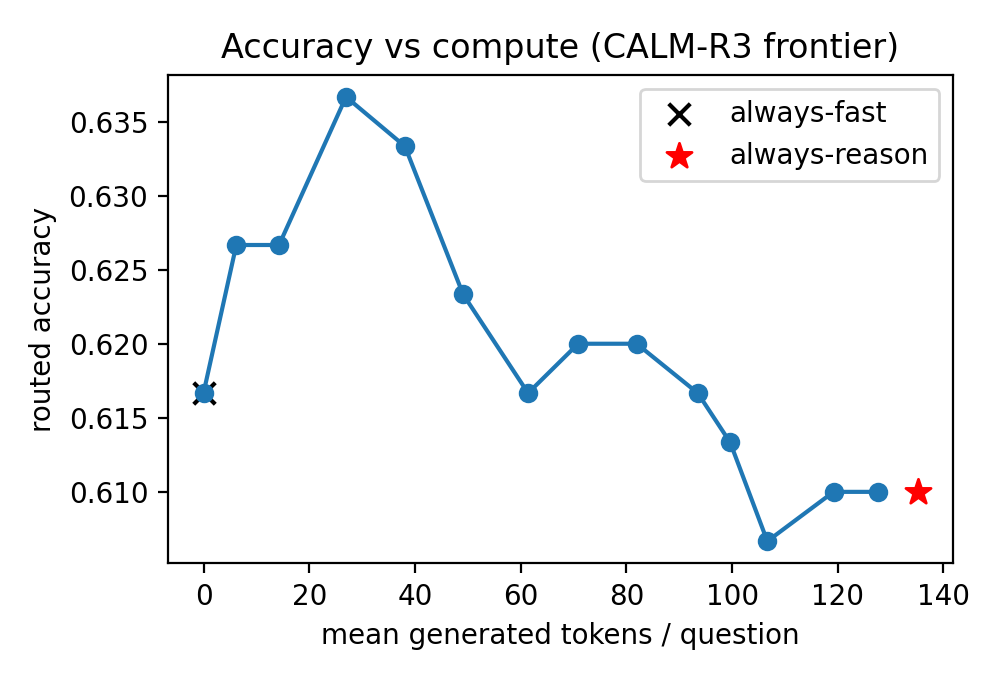 Accuracy vs compute (CALM-R3 frontier)
always-fast
always-reason
routed accuracy
0.635
0.630
0.625
0.620
0.615
0.610
0 20 40 60 80 100 120 140
mean generated tokens / question